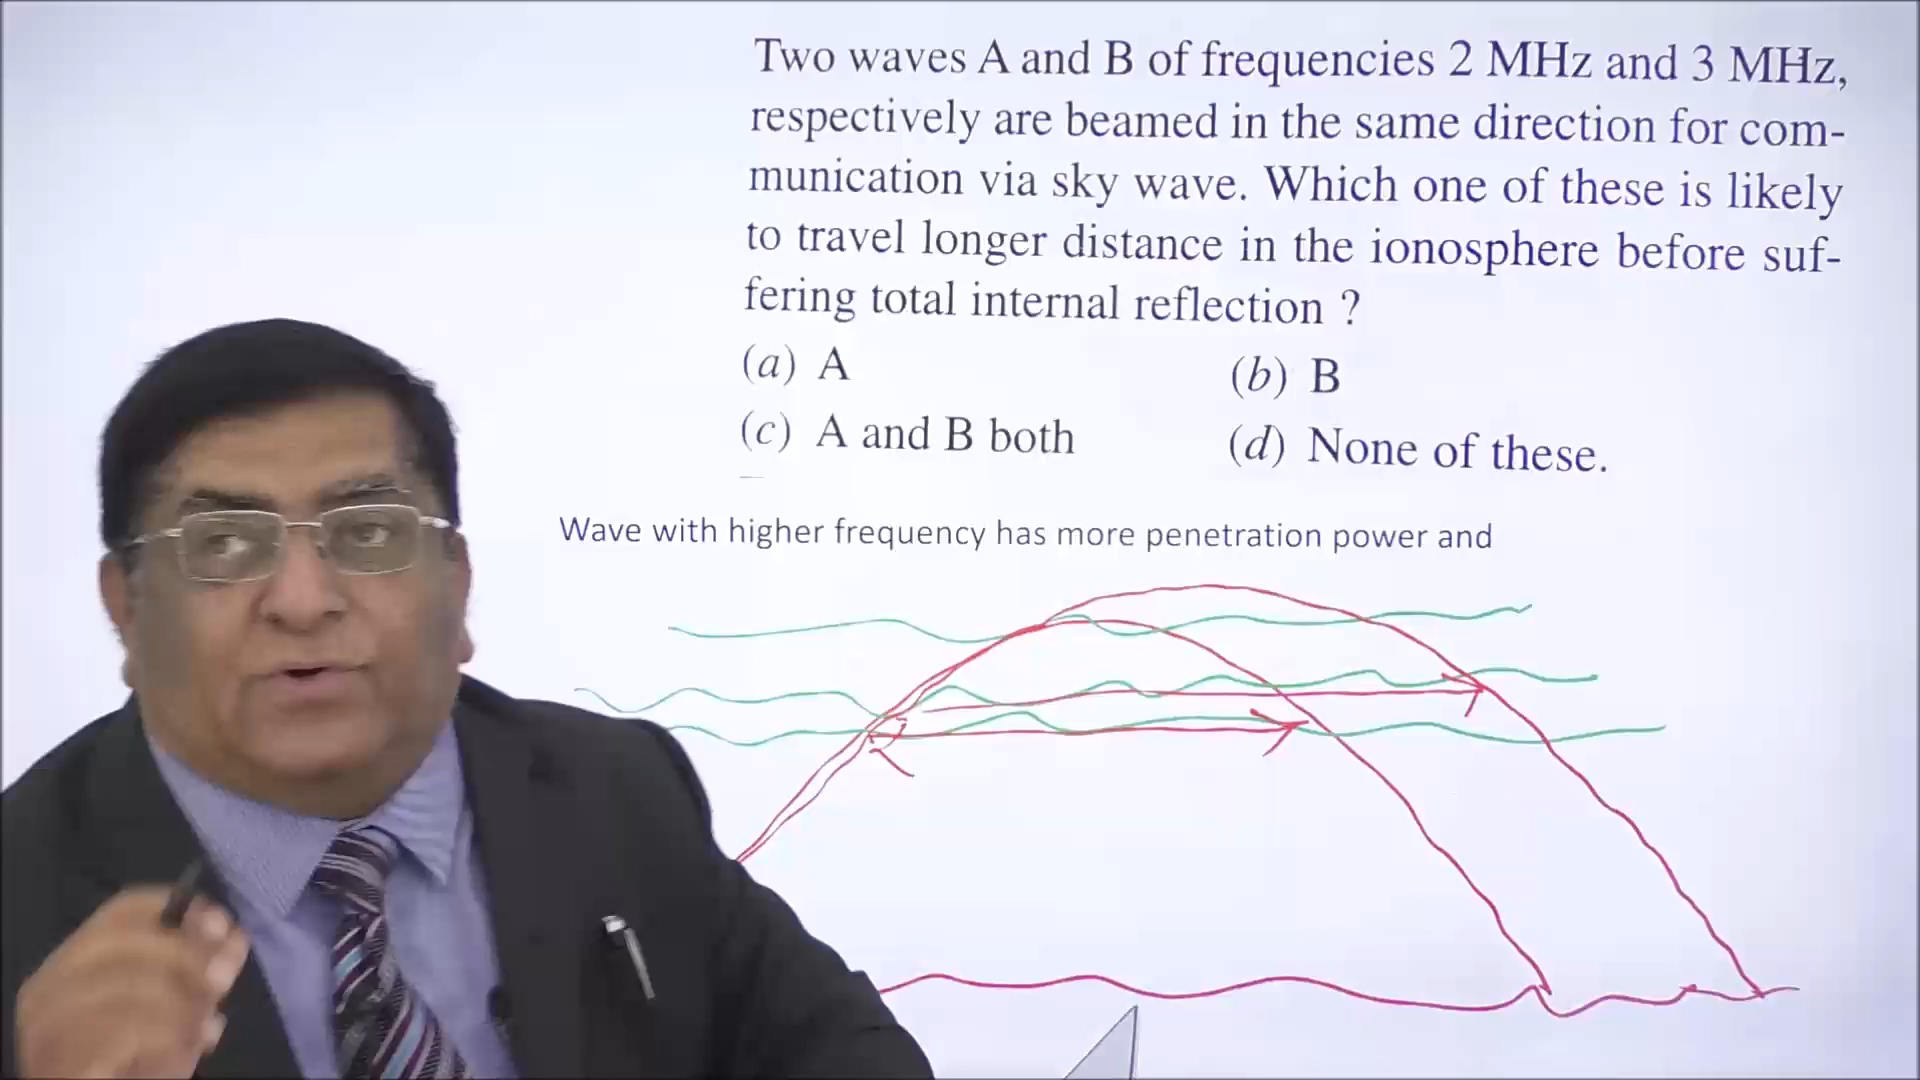 Two waves A and B of frequencies 2 MHz and 3 MHz,
respectively are beamed in the same direction for com-
munication via sky wave. Which one of these is likely
to travel longer distance in the ionosphere before suf-
fering total internal reflection ?
(a) A (b) B
(c) A and B both (d) None of these.
Wave with higher frequency has more penetration power and